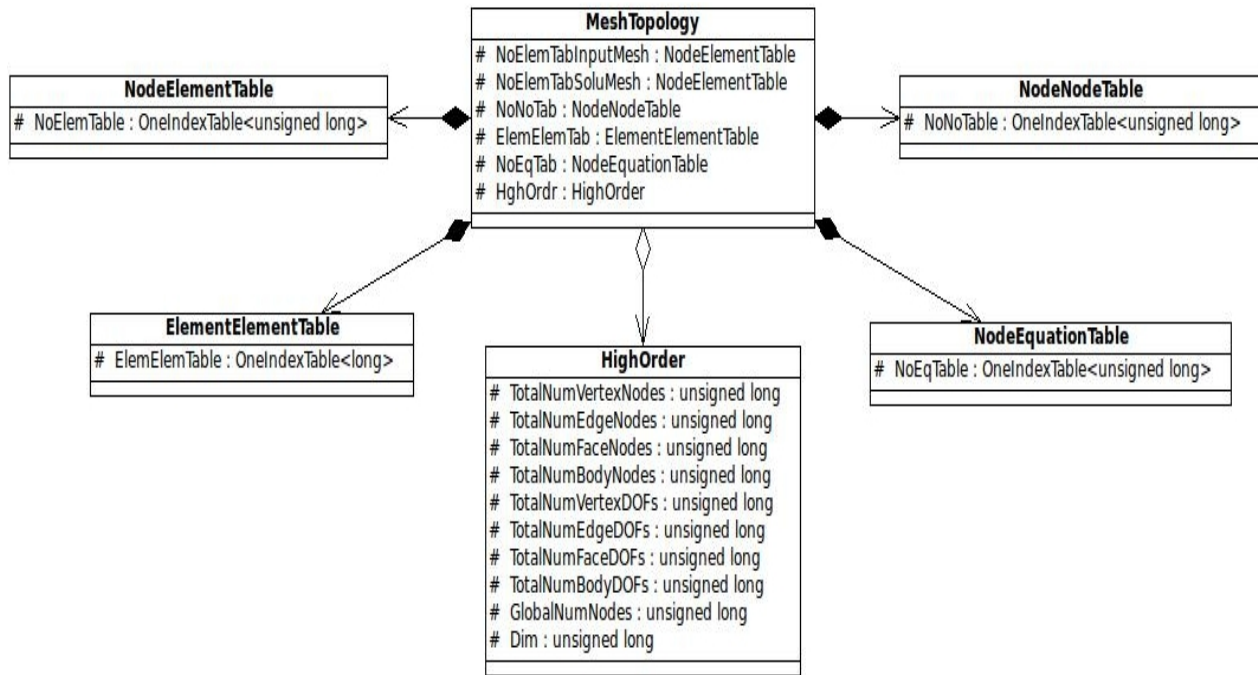 MeshTopology
# NoElemTabInputMesh : NodeElementTable
# NoElemTabSoluMesh : NodeElementTable
# NoNoTab : NodeNodeTable
# ElemElemTab : ElementElementTable
# NoEqTab : NodeEquationTable
# HghOrdr : HighOrder
NodeElementTable
# NoElemTable : OneIndexTable<unsigned long>
NodeNodeTable
# NoNoTable : OneIndexTable<unsigned long>
ElementElementTable
# ElemElemTable : OneIndexTable<long>
HighOrder
# TotalNumVertexNodes : unsigned long
# TotalNumEdgeNodes : unsigned long
# TotalNumFaceNodes : unsigned long
# TotalNumBodyNodes : unsigned long
# TotalNumVertexDOFs : unsigned long
# TotalNumEdgeDOFs : unsigned long
# TotalNumFaceDOFs : unsigned long
# TotalNumBodyDOFs : unsigned long
# GlobalNumNodes : unsigned long
# Dim : unsigned long
NodeEquationTable
# NoEqTable : OneIndexTable<unsigned long>